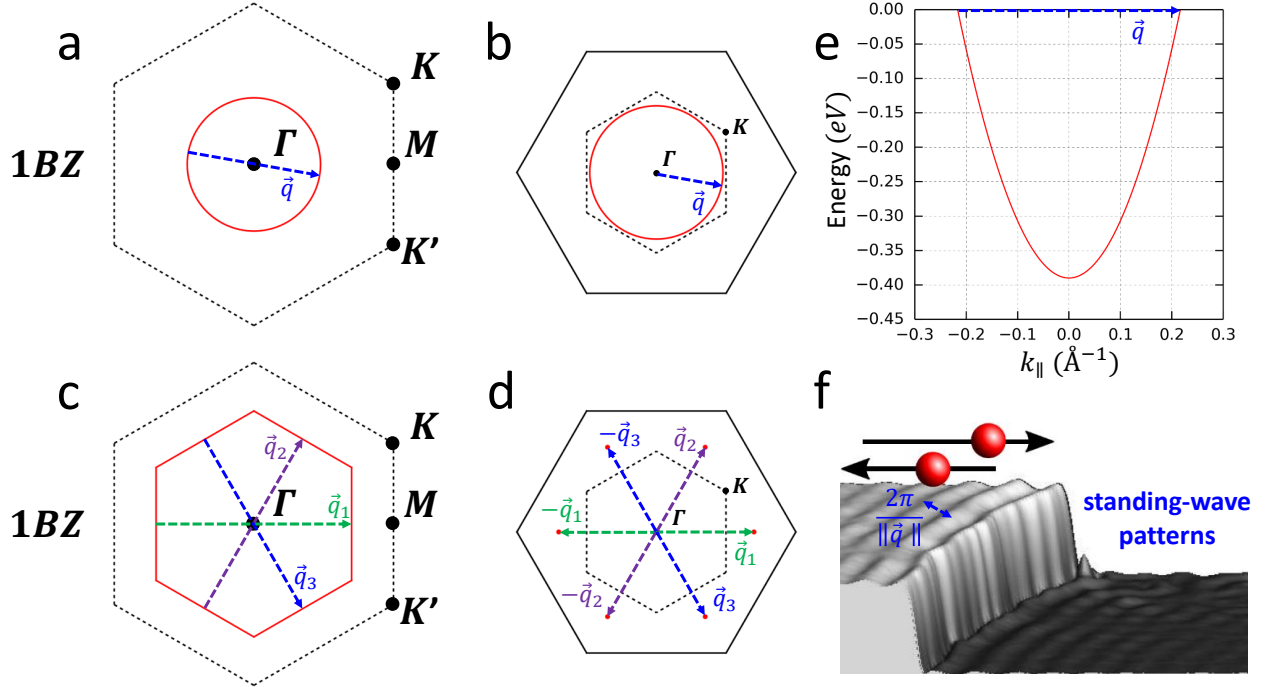 a
K
Γ
M
1BZ
q⃗
K'
b
K
Γ
q⃗
e
0.00
−0.05
−0.10
−0.15
−0.20
−0.25
−0.30
−0.35
−0.40
−0.45
Energy (eV)
q⃗
−0.3 −0.2 −0.1 0.0 0.1 0.2 0.3
k∥ (Å⁻¹)
c
K
q⃗₂
Γ
q⃗₁
M
1BZ
q⃗₃
K'
d
−q⃗₃
q⃗₂
K
−q⃗₁
Γ
q⃗₁
−q⃗₂
q⃗₃
f
2π
‖q⃗‖
standing-wave
patterns